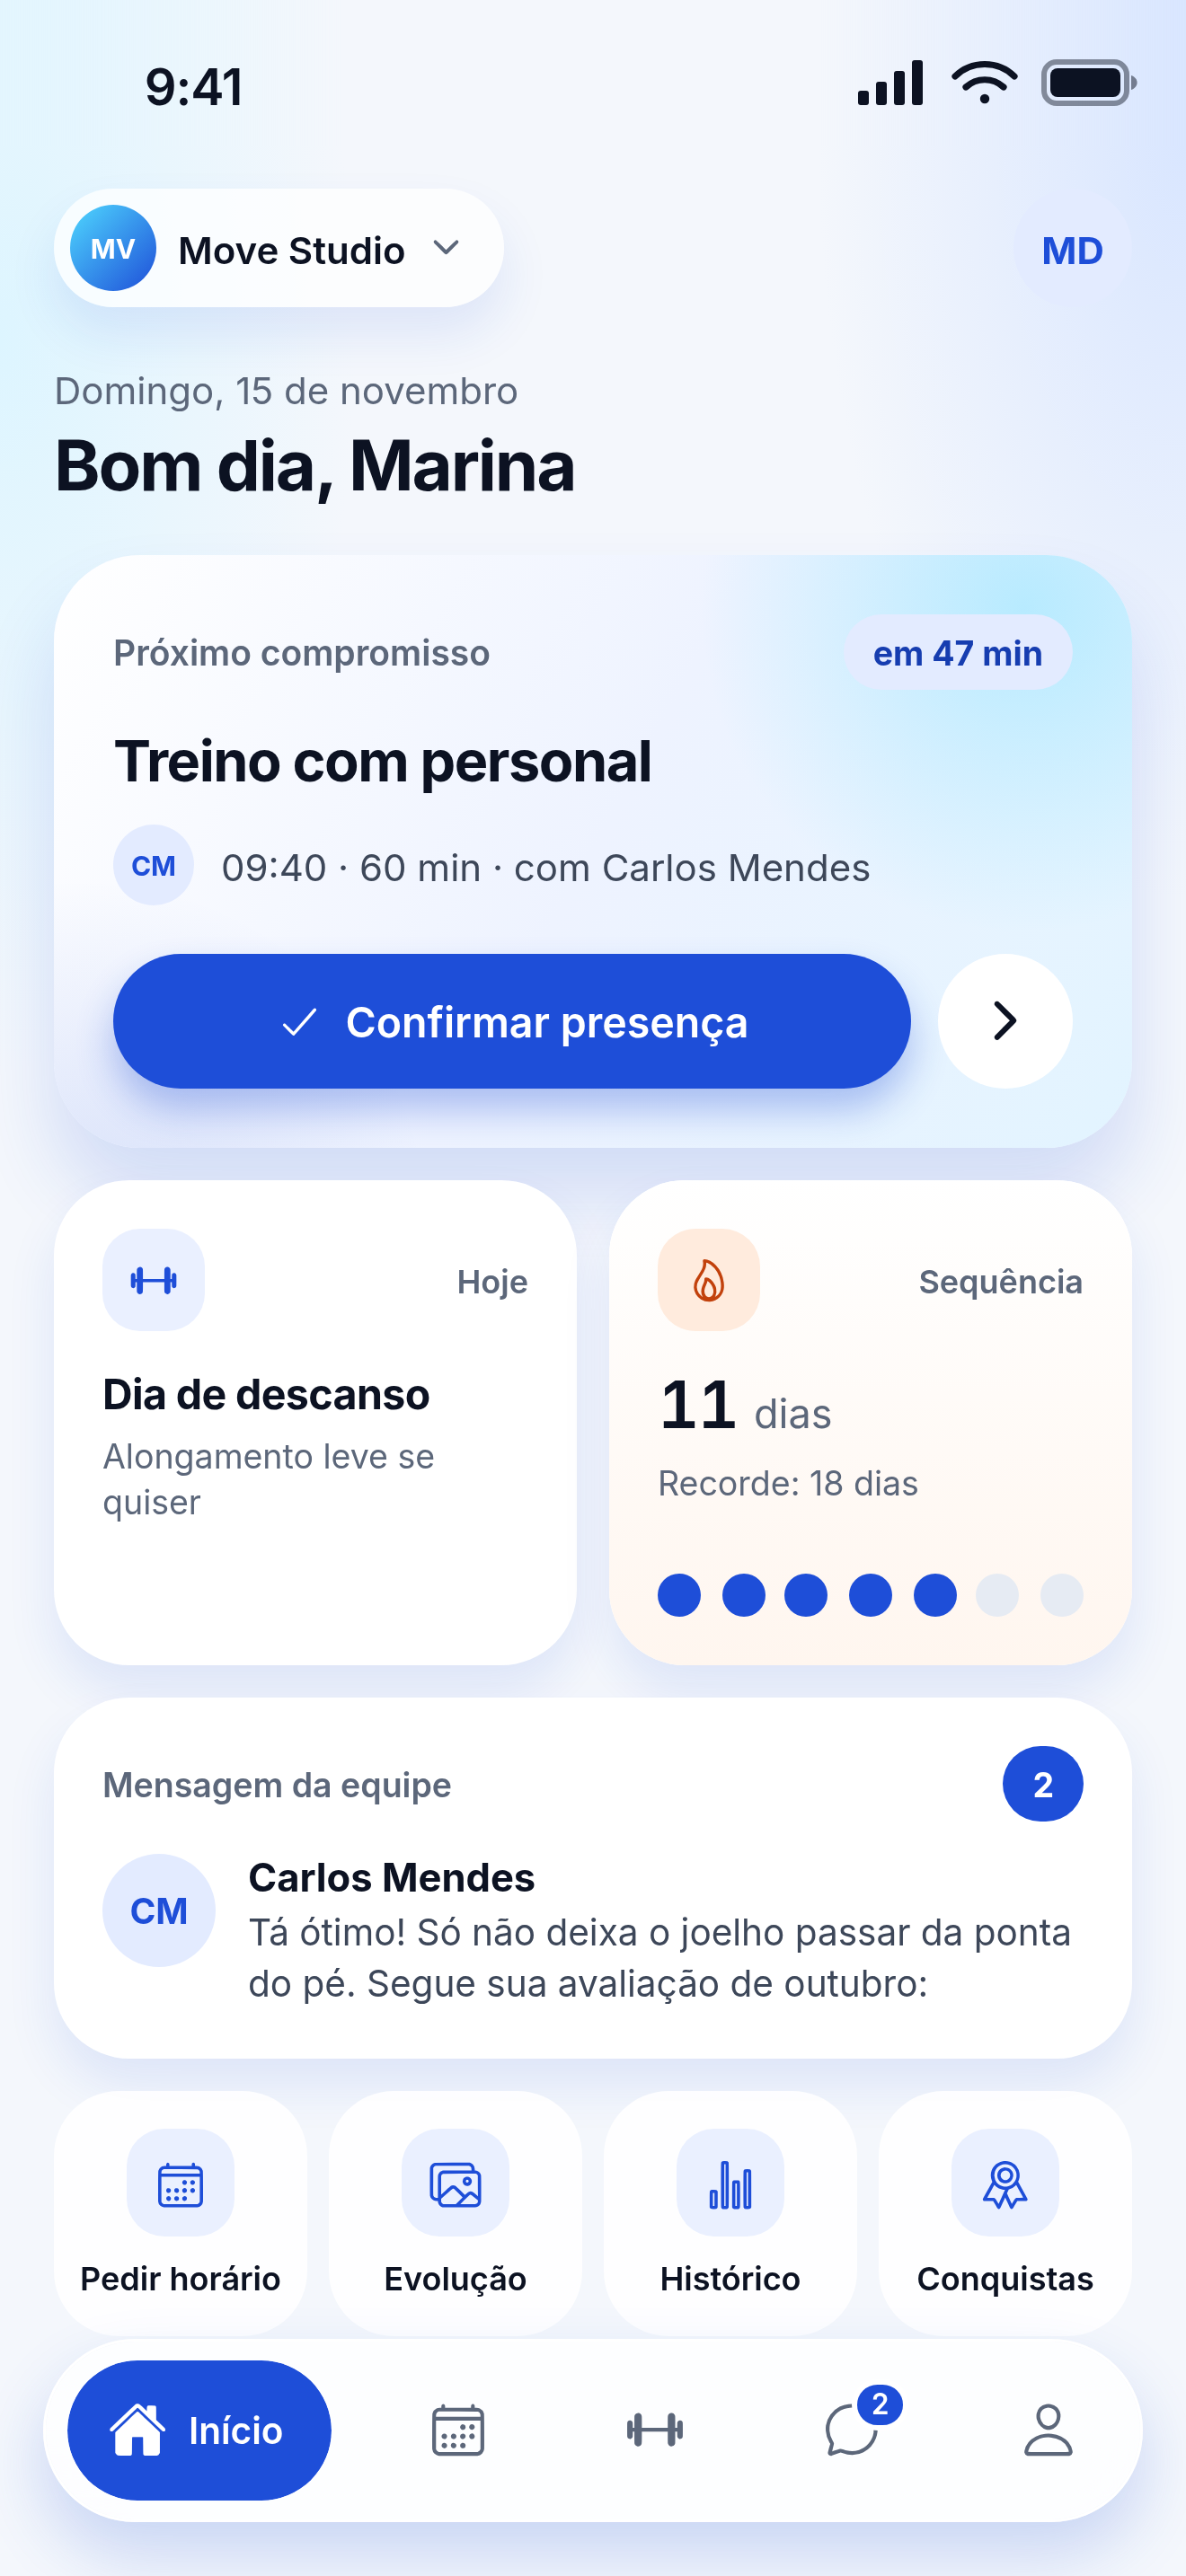 9:41
MV Move Studio
MD
Domingo, 15 de novembro
Bom dia, Marina
Próximo compromisso
em 47 min
Treino com personal
CM 09:40 · 60 min · com Carlos Mendes
Confirmar presença
Hoje
Dia de descanso
Alongamento leve se
quiser
Sequência
11 dias
Recorde: 18 dias
Mensagem da equipe
2
CM
Carlos Mendes
Tá ótimo! Só não deixa o joelho passar da ponta
do pé. Segue sua avaliação de outubro:
Pedir horário
Evolução
Histórico
Conquistas
Início
2